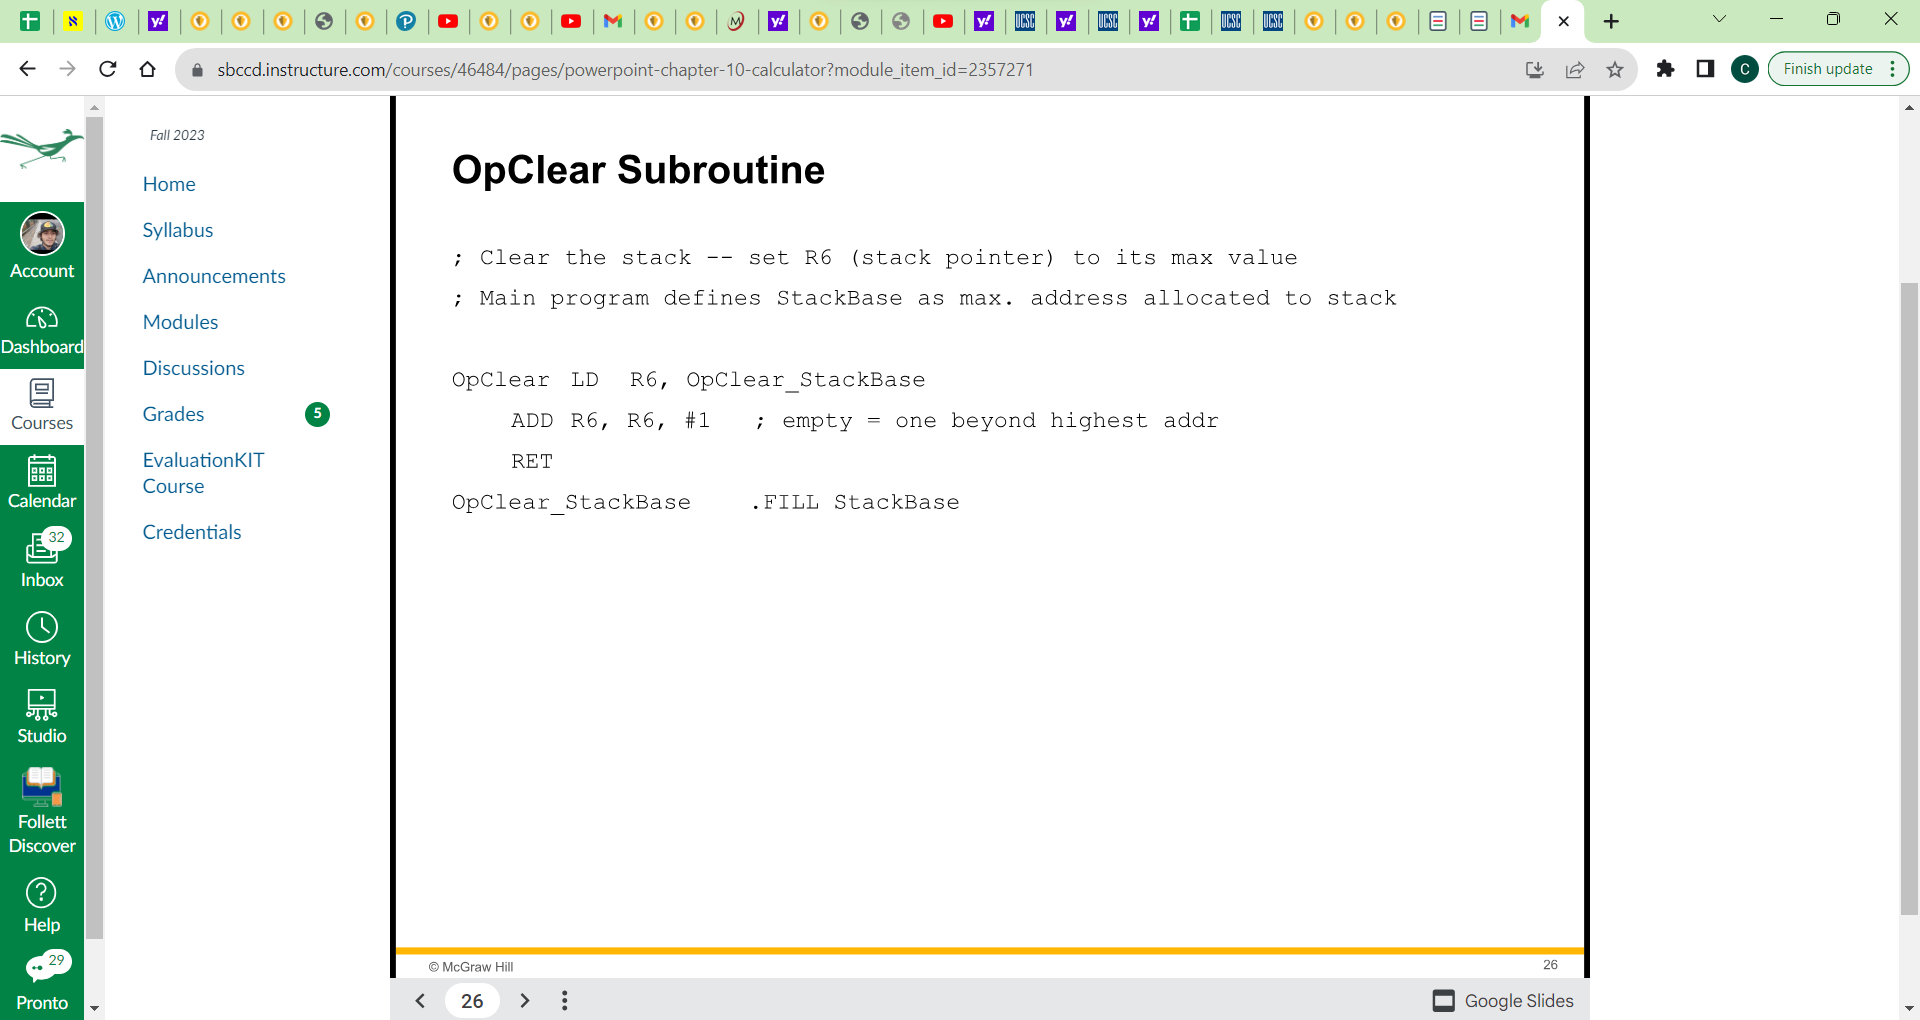 sbccd.instructure.com/courses/46484/pages/powerpoint-chapter-10-calculator?module_item_id=2357271
C
Finish update
Fall 2023
Home
Syllabus
Announcements
Modules
Discussions
Grades
5
EvaluationKIT
Course
Credentials
Account
Dashboard
Courses
Calendar
32
Inbox
History
Studio
Follett
Discover
Help
29
Pronto
OpClear Subroutine
; Clear the stack -- set R6 (stack pointer) to its max value
; Main program defines StackBase as max. address allocated to stack
OpClear LD R6, OpClear_StackBase
ADD R6, R6, #1 ; empty = one beyond highest addr
RET
OpClear_StackBase .FILL StackBase
© McGraw Hill
26
26
Google Slides